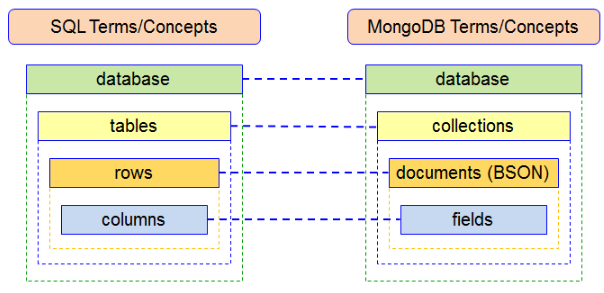 SQL Terms/Concepts
MongoDB Terms/Concepts
database
database
tables
collections
rows
documents (BSON)
columns
fields